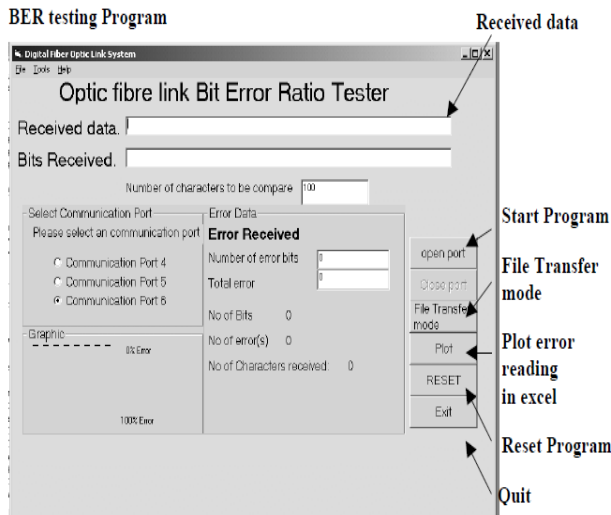 BER testing Program
Received data
Digital Fiber Optic Link System
File Tools Help
Optic fibre link Bit Error Ratio Tester
Received data.
Bits Received.
Number of characters to be compare 100
Select Communication Port
Please select an communication port
Communication Port 4
Communication Port 5
Communication Port 6
Graphic
0% Error
100% Error
Error Data
Error Received
Number of error bits 0
Total error 0
No of Bits 0
No of error(s) 0
No of Characters received: 0
open port
Close port
File Transfer
mode
Plot
RESET
Exit
Start Program
File Transfer
mode
Plot error
reading
in excel
Reset Program
Quit